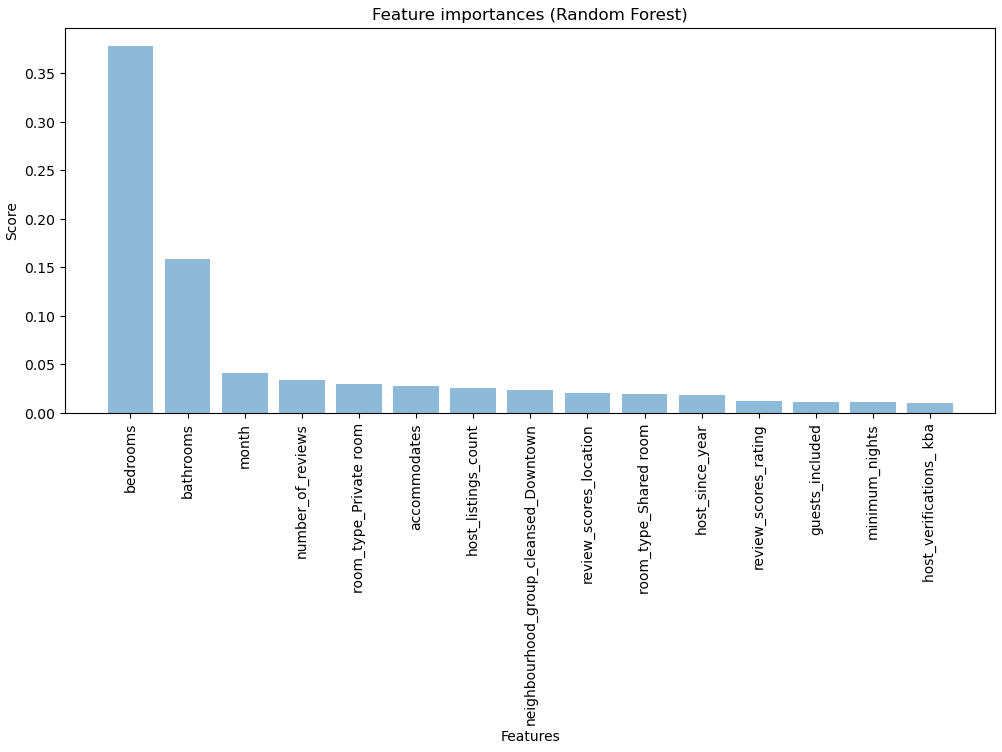 Feature importances (Random Forest)
Score
0.35
0.30
0.25
0.20
0.15
0.10
0.05
0.00
bedrooms
bathrooms
month
number_of_reviews
room_type_Private room
accommodates
host_listings_count
neighbourhood_group_cleansed_Downtown
review_scores_location
room_type_Shared room
host_since_year
review_scores_rating
guests_included
minimum_nights
host_verifications_ kba
Features